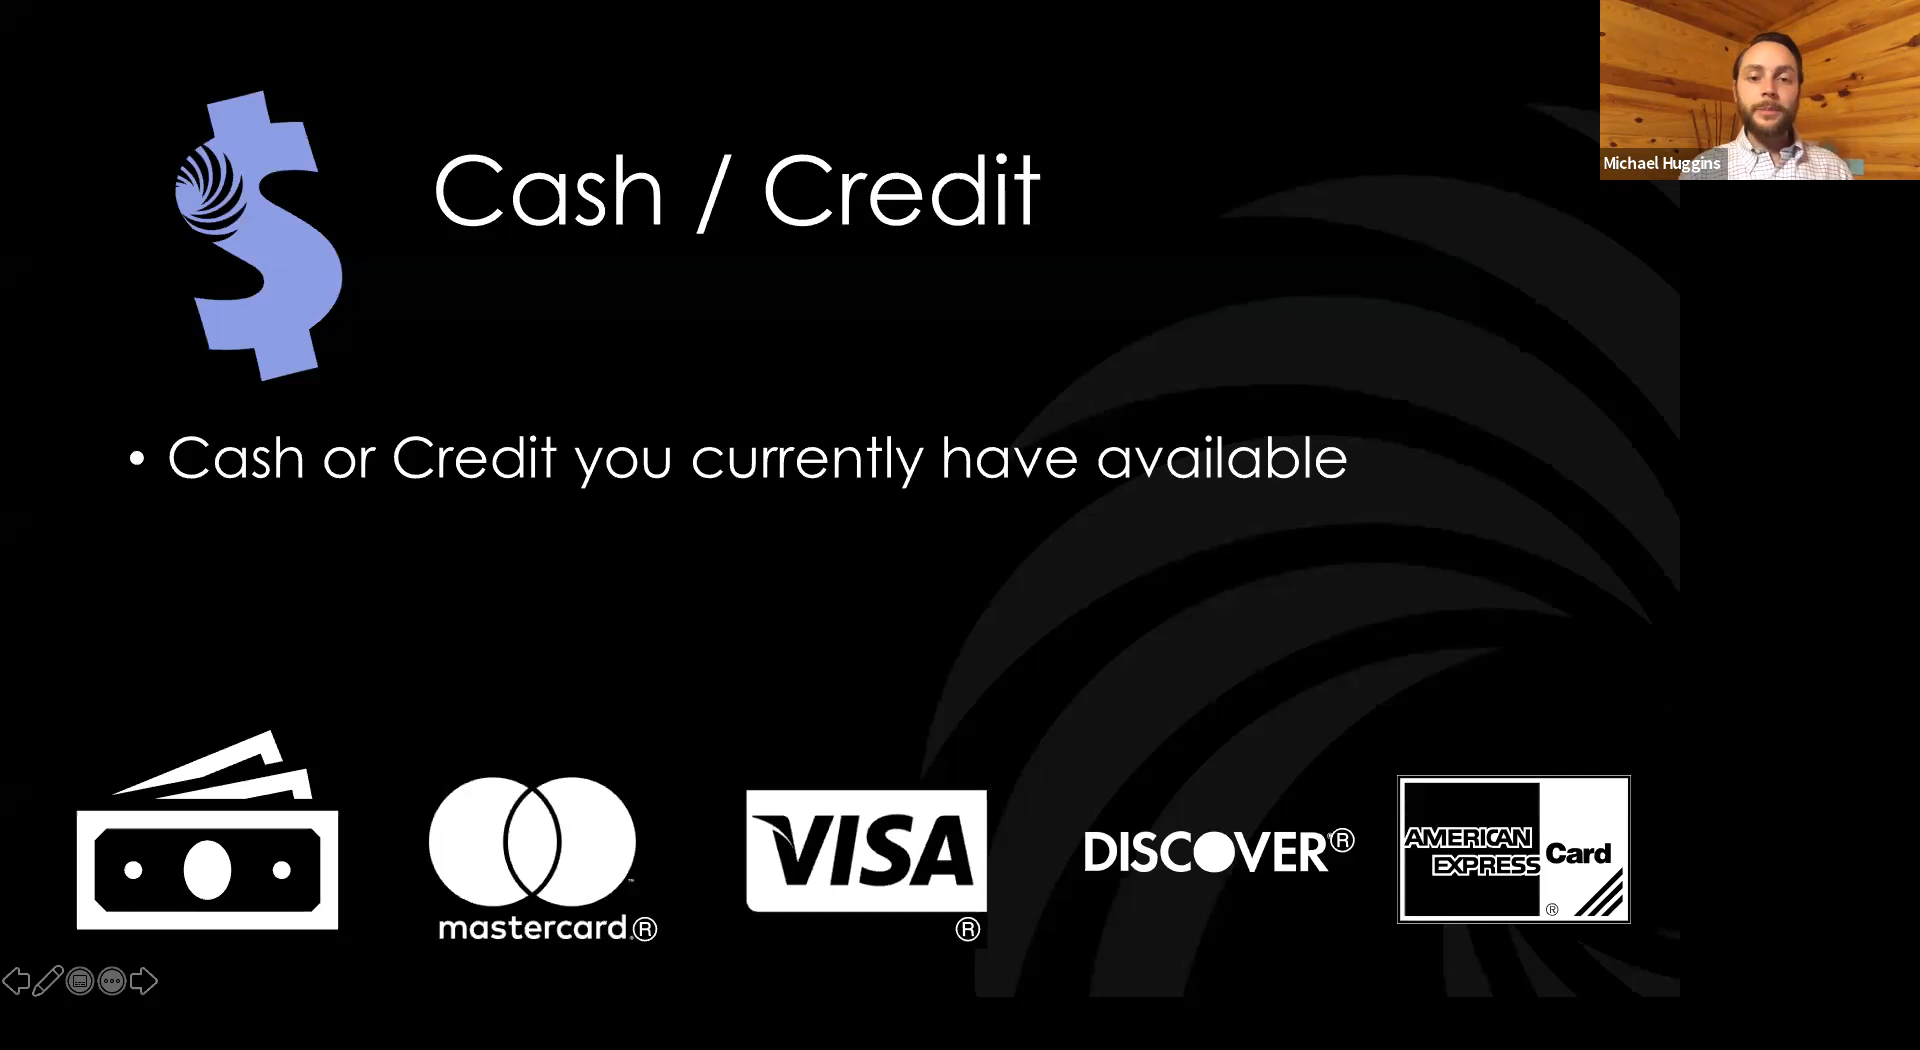 Michael Huggins
$
Cash / Credit
• Cash or Credit you currently have available
mastercard.®
VISA
®
DISCOVER®
AMERICAN
EXPRESS
Card
®